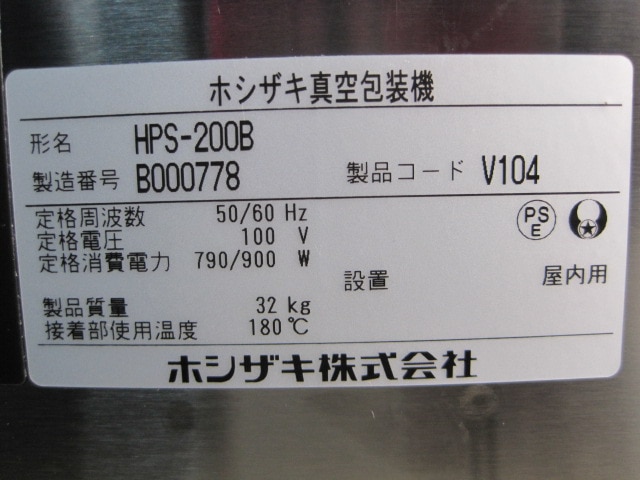 ホシザキ真空包装機
形名 HPS-200B
製造番号 B000778 製品コード V104
定格周波数 50/60 Hz
定格電圧 100 V
定格消費電力 790/900 W
PS
E
設置 屋内用
製品質量 32 kg
接着部使用温度 180℃
ホシザキ株式会社